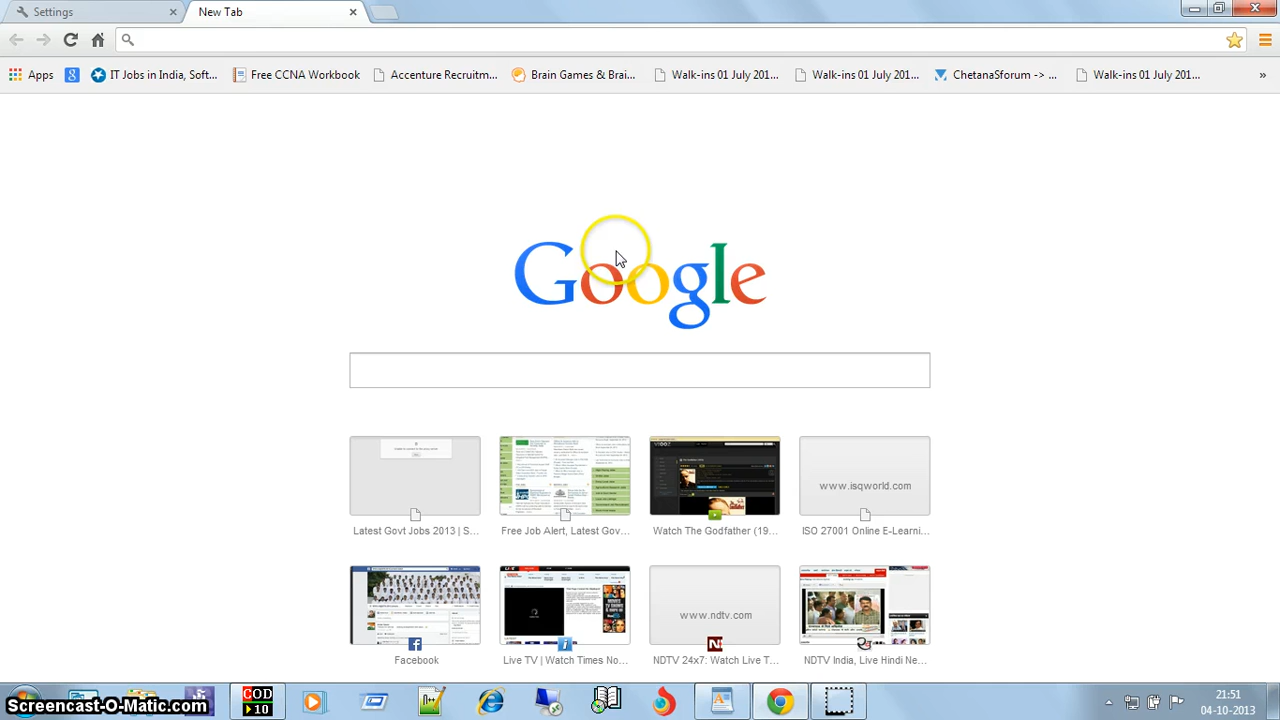 Settings
New Tab
Apps
IT Jobs in India, Soft...
Free CCNA Workbook
Accenture Recruitm...
Brain Games & Brai...
Walk-ins 01 July 201...
Walk-ins 01 July 201...
ChetanaSforum -> ...
Walk-ins 01 July 201...
»
Google
www.isqworld.com
Latest Govt Jobs 2013 | S...
Free Job Alert, Latest Gov...
Watch The Godfather (19...
ISO 27001 Online E-Learni...
www.ndtv.com
Facebook
Live TV | Watch Times No...
NDTV 24x7: Watch Live T...
NDTV India, Live Hindi Ne...
COD
10
Screencast-O-Matic.com
21:51
04-10-2013